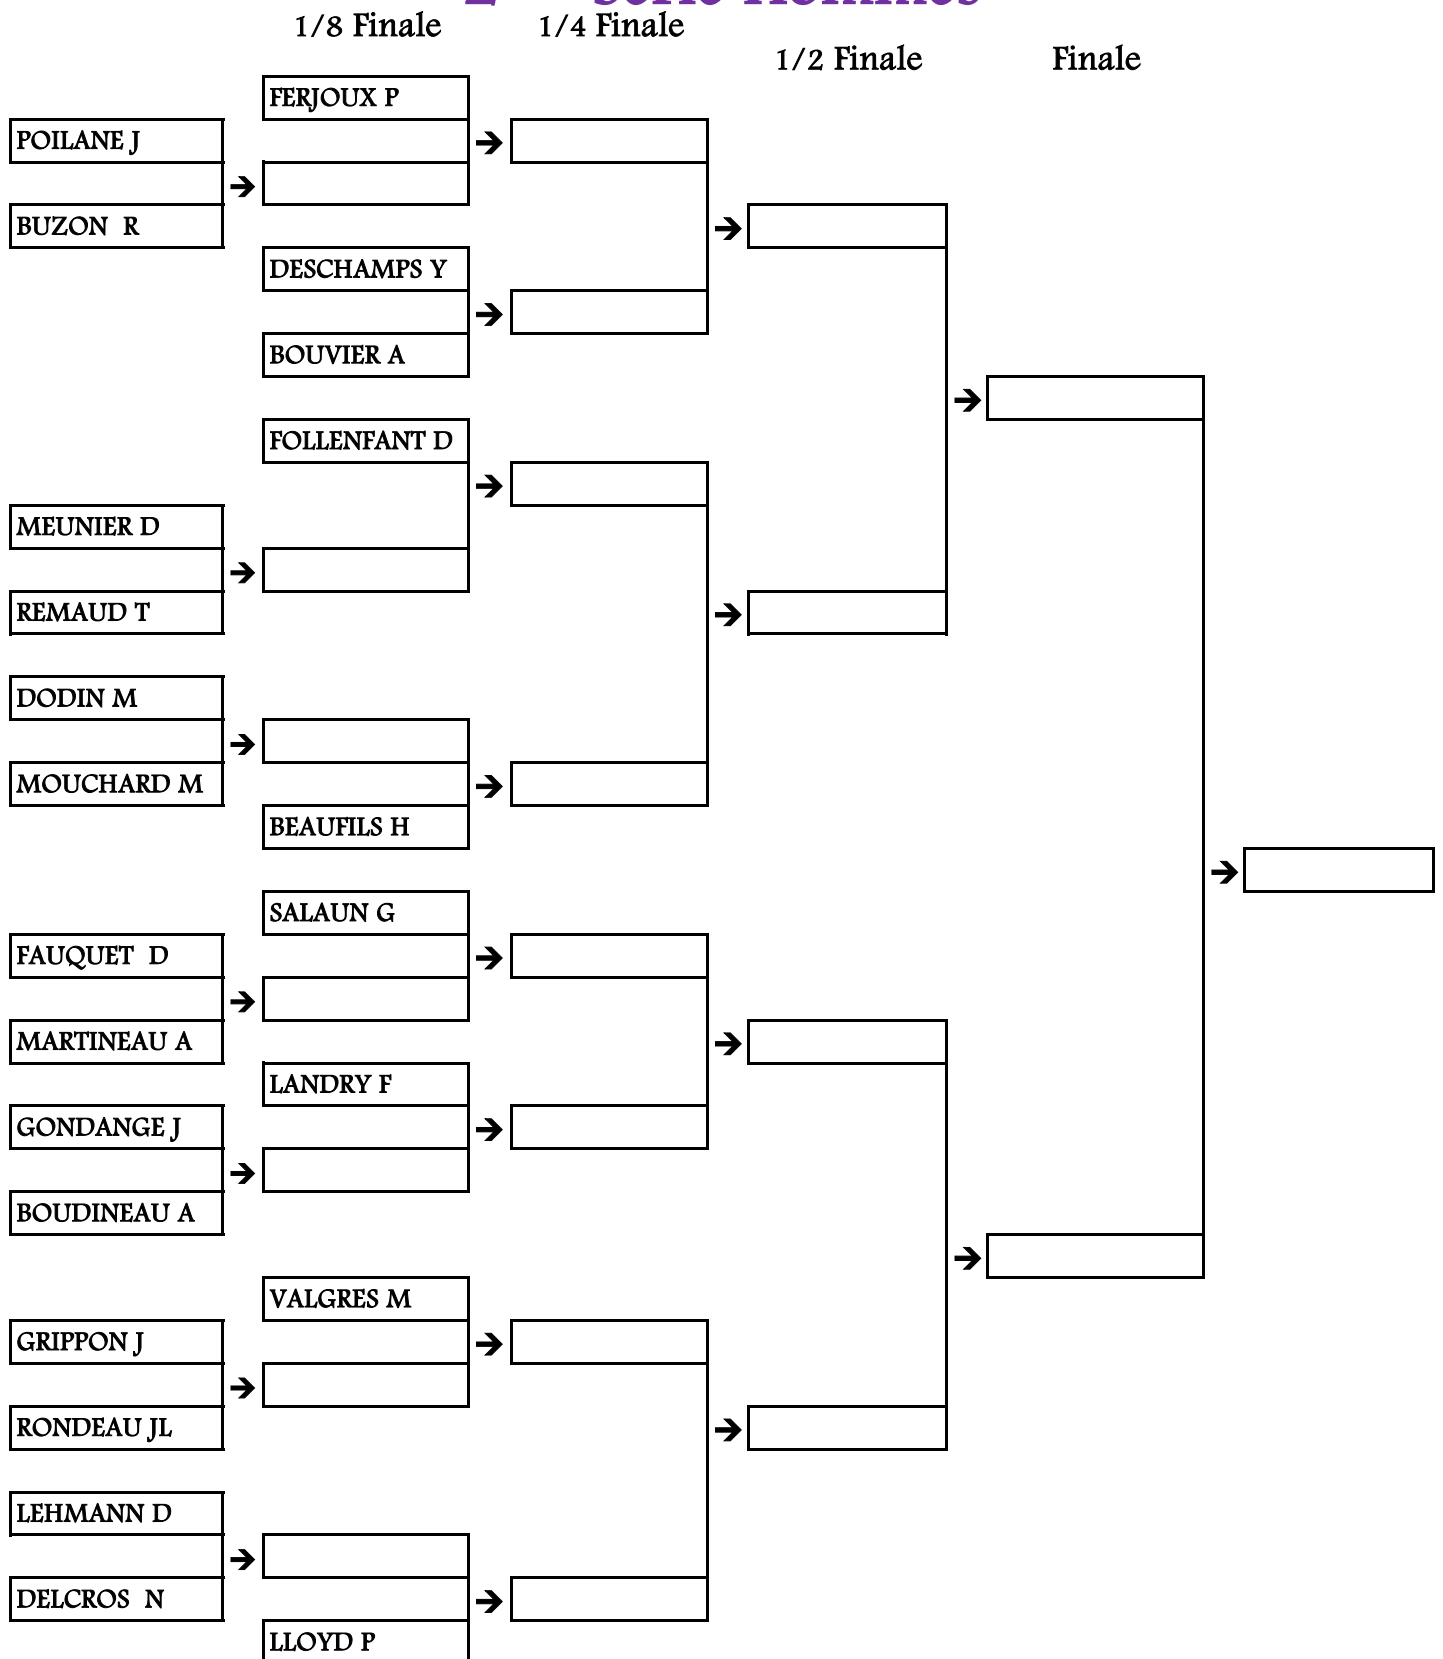 1/8 Finale
1/4 Finale
1/2 Finale
Finale
FERJOUX P
POILANE J
BUZON R
DESCHAMPS Y
BOUVIER A
FOLLENFANT D
MEUNIER D
REMAUD T
DODIN M
MOUCHARD M
BEAUFILS H
SALAUN G
FAUQUET D
MARTINEAU A
LANDRY F
GONDANGE J
BOUDINEAU A
VALGRES M
GRIPPON J
RONDEAU JL
LEHMANN D
DELCROS N
LLOYD P